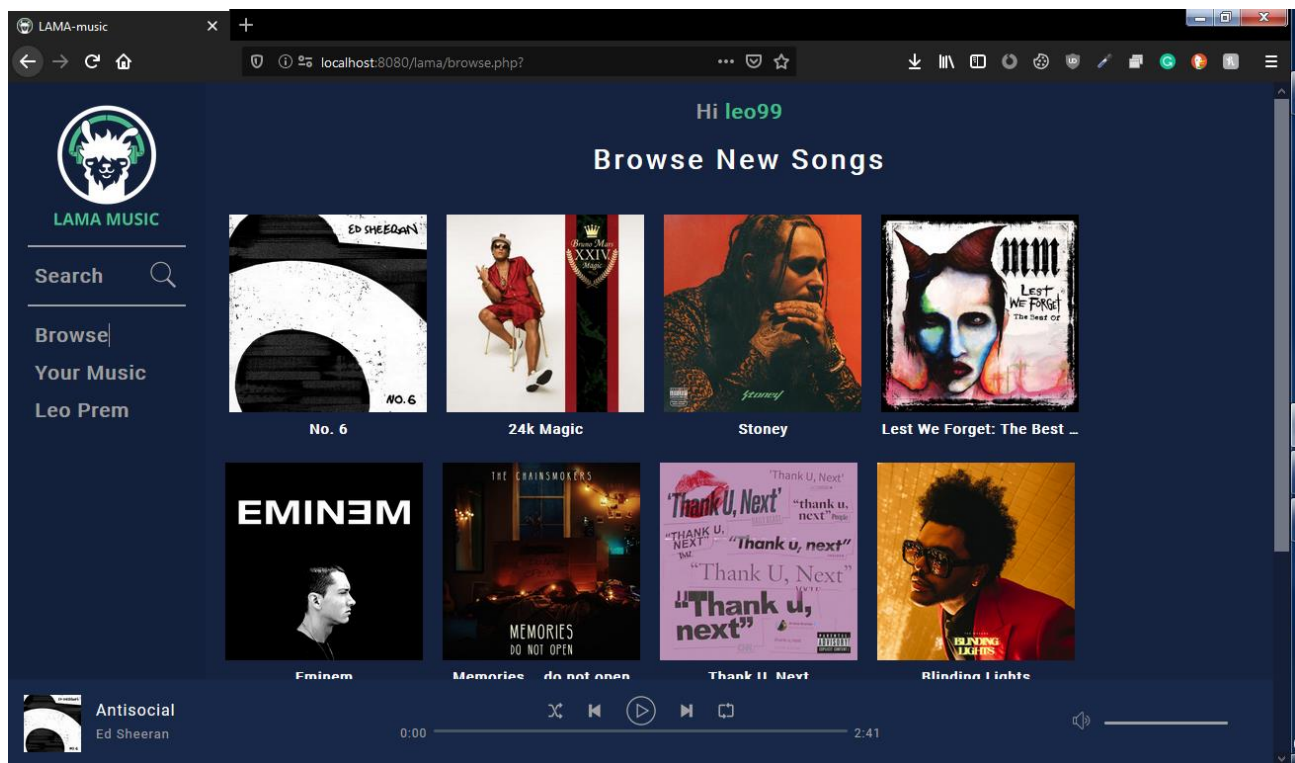 LAMA-music
localhost:8080/lama/browse.php?
LAMA MUSIC
Search
Browse
Your Music
Leo Prem
Hi leo99
Browse New Songs
ED SHEERAN
NO. 6
Bruno Mars
XXIV
Magic
Stoney
LEST
WE FORGET
The Best Of
No. 6
24k Magic
Stoney
Lest We Forget: The Best ...
EMINEM
THE CHAINSMOKERS
MEMORIES
DO NOT OPEN
'Thank U, Next'
'Thank U, Next'
"thank u, next"
"THANK U, NEXT"
"Thank u, next"
"Thank U, Next"
"Thank u, next"
BLINDING
LIGHTS
Eminem
Memories... do not open
Thank U, Next
Blinding Lights
Antisocial
Ed Sheeran
0:00
2:41